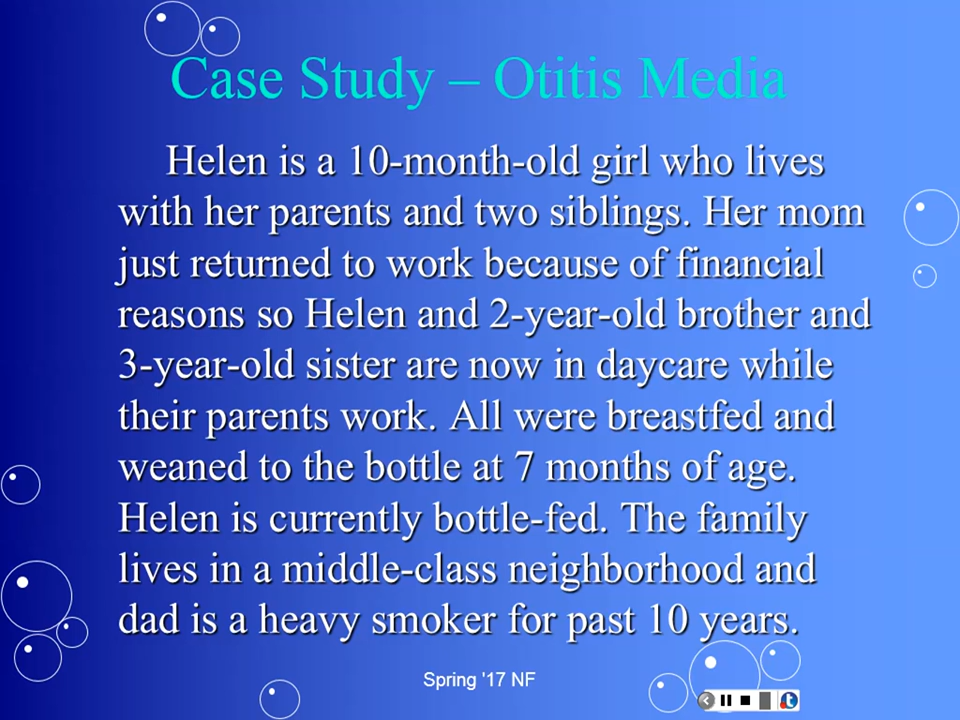 Case Study – Otitis Media
Helen is a 10-month-old girl who lives
with her parents and two siblings. Her mom
just returned to work because of financial
reasons so Helen and 2-year-old brother and
3-year-old sister are now in daycare while
their parents work. All were breastfed and
weaned to the bottle at 7 months of age.
Helen is currently bottle-fed. The family
lives in a middle-class neighborhood and
dad is a heavy smoker for past 10 years.
Spring '17 NF